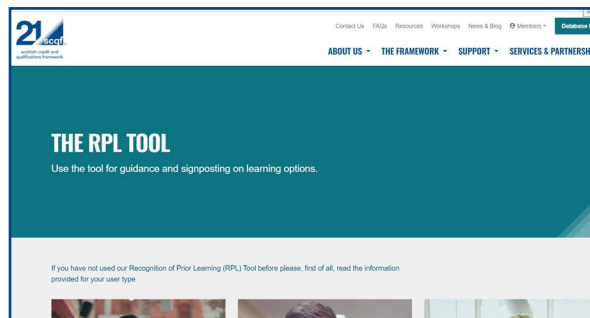 21
scqf.
scottish credit and
qualifications framework
Contact Us FAQs Resources Workshops News & Blog Members
Database
ABOUT US THE FRAMEWORK SUPPORT SERVICES & PARTNERSH
THE RPL TOOL
Use the tool for guidance and signposting on learning options.
If you have not used our Recognition of Prior Learning (RPL) Tool before please, first of all, read the information
provided for your user type